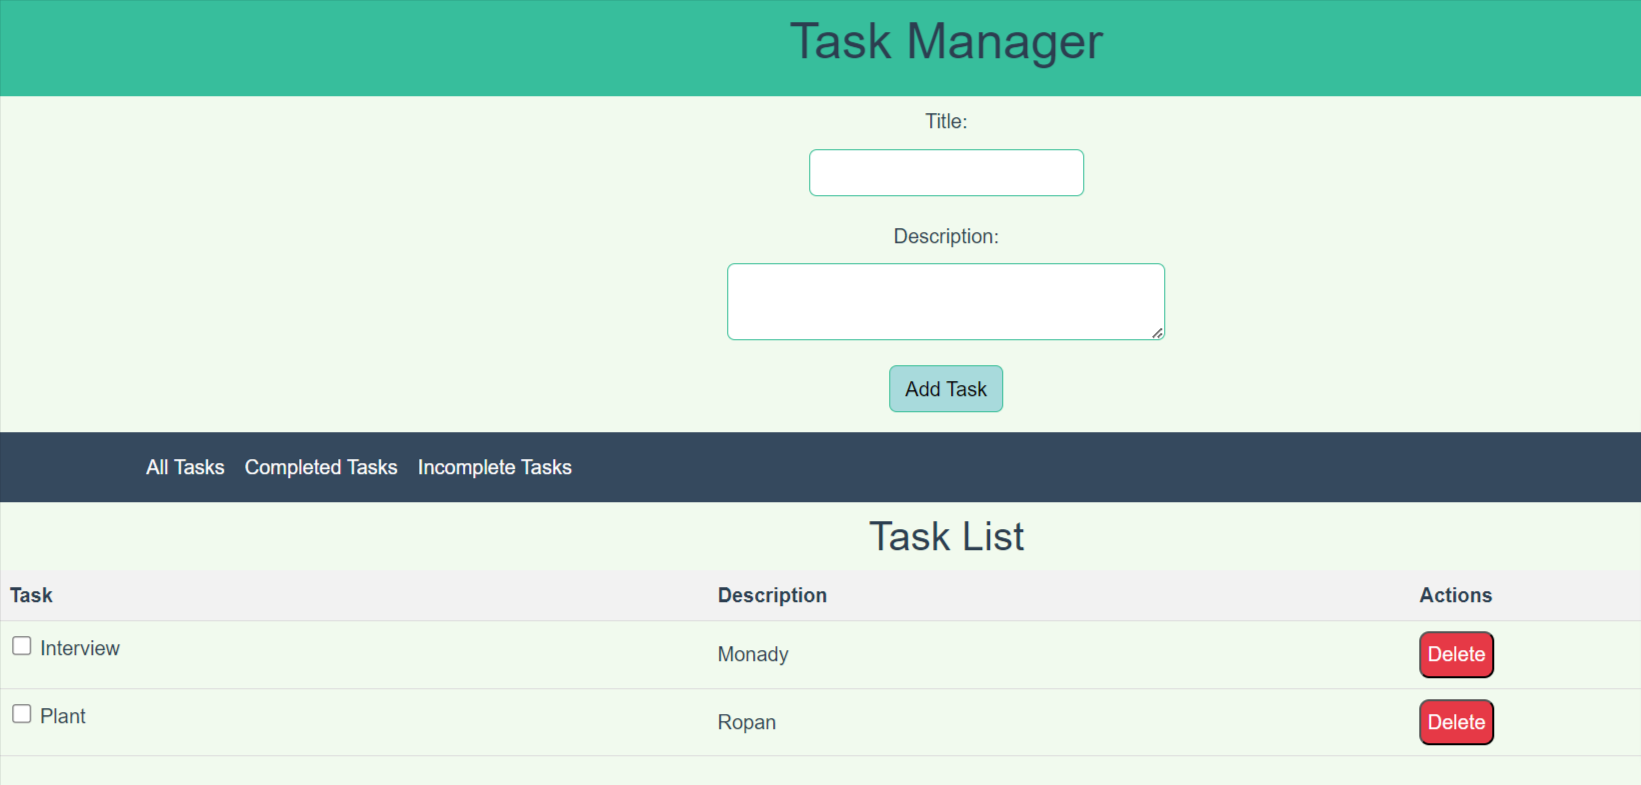 Task Manager
Title:
Description:
Add Task
All Tasks Completed Tasks Incomplete Tasks
Task List
Task Description Actions
Interview Monady Delete
Plant Ropan Delete